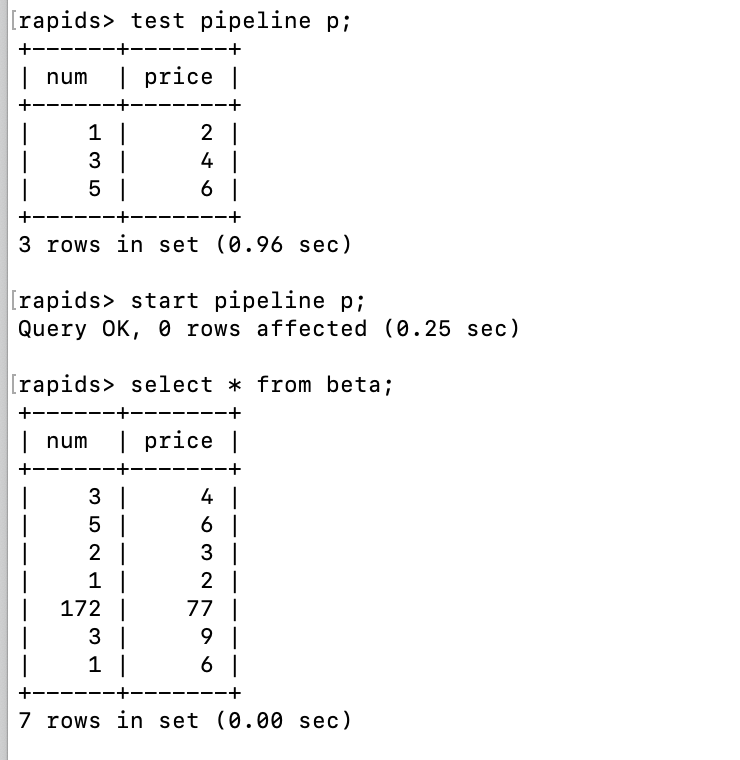 [rapids> test pipeline p;
+------+-------+
| num  | price |
+------+-------+
|    1 |     2 |
|    3 |     4 |
|    5 |     6 |
+------+-------+
3 rows in set (0.96 sec)
[rapids> start pipeline p;
Query OK, 0 rows affected (0.25 sec)
[rapids> select * from beta;
+------+-------+
| num  | price |
+------+-------+
|    3 |     4 |
|    5 |     6 |
|    2 |     3 |
|    1 |     2 |
|  172 |    77 |
|    3 |     9 |
|    1 |     6 |
+------+-------+
7 rows in set (0.00 sec)